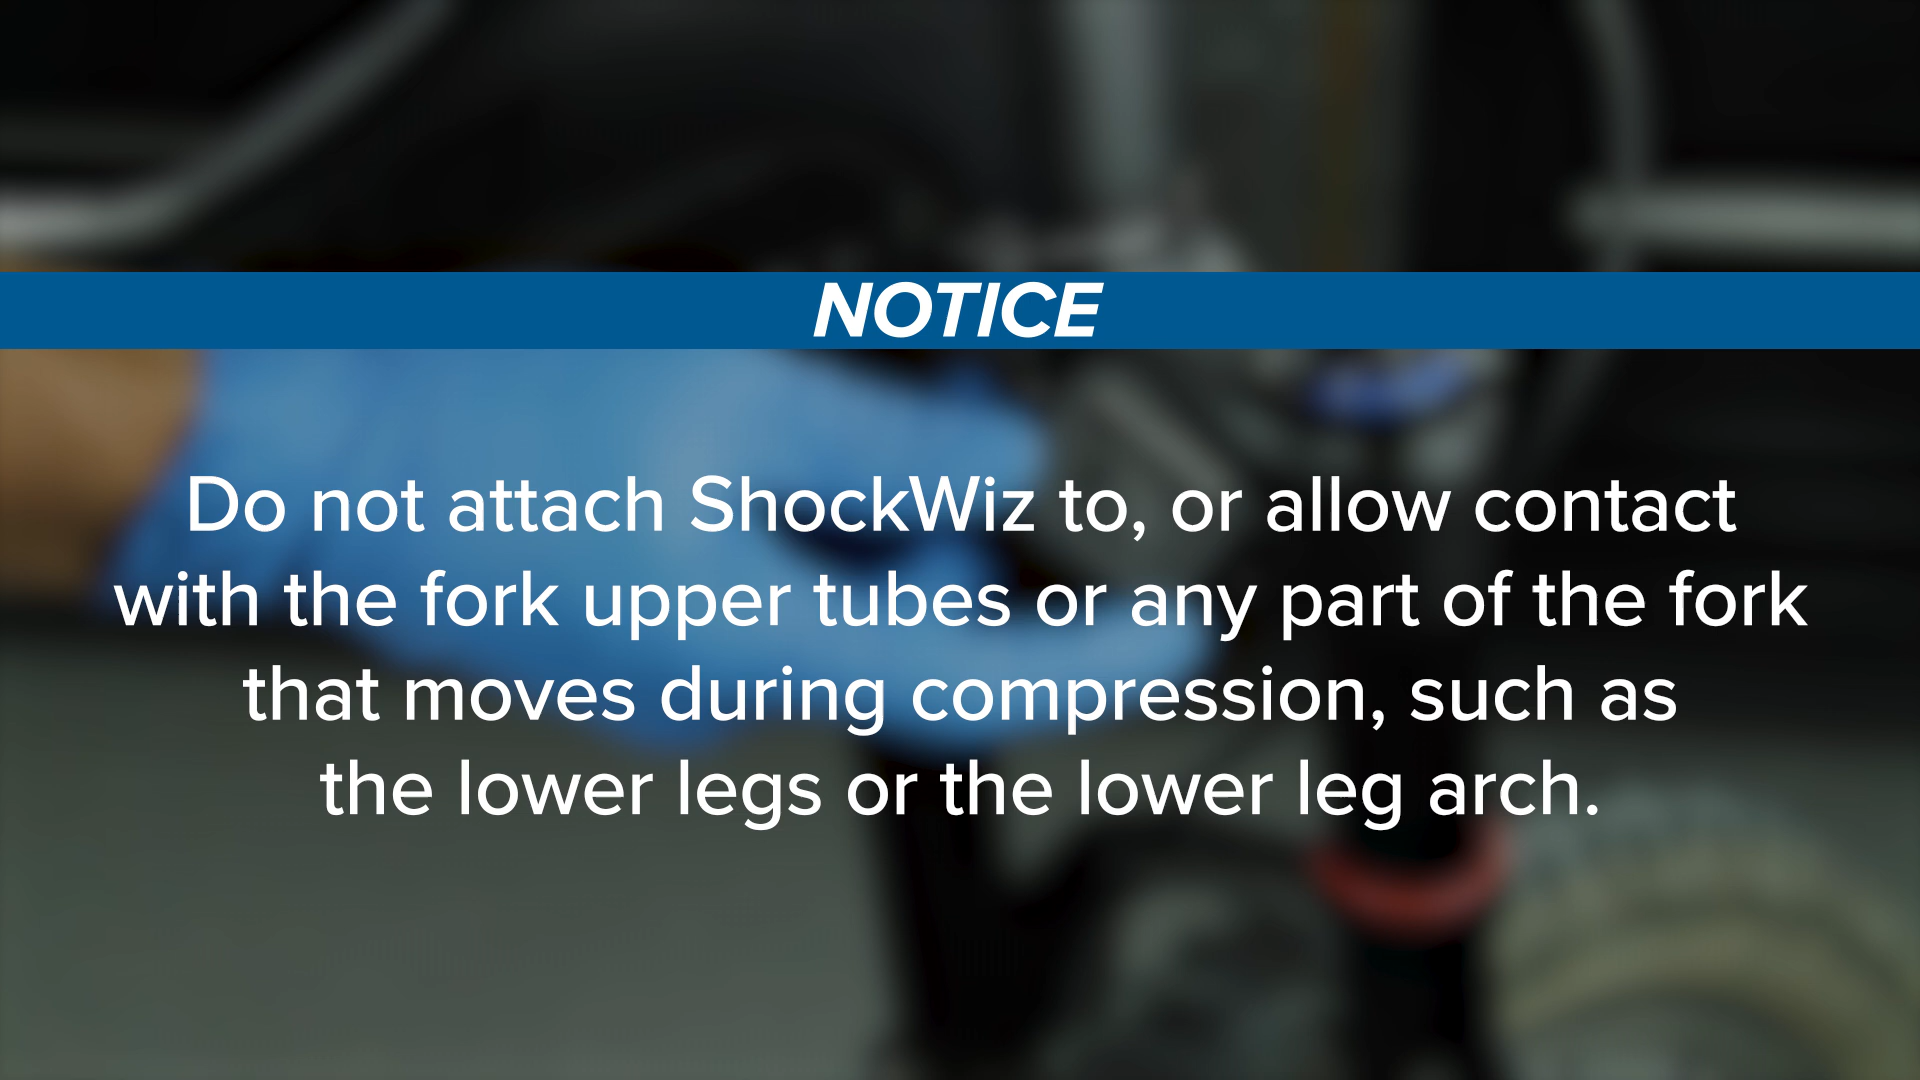 NOTICE
Do not attach ShockWiz to, or allow contact
with the fork upper tubes or any part of the fork
that moves during compression, such as
the lower legs or the lower leg arch.